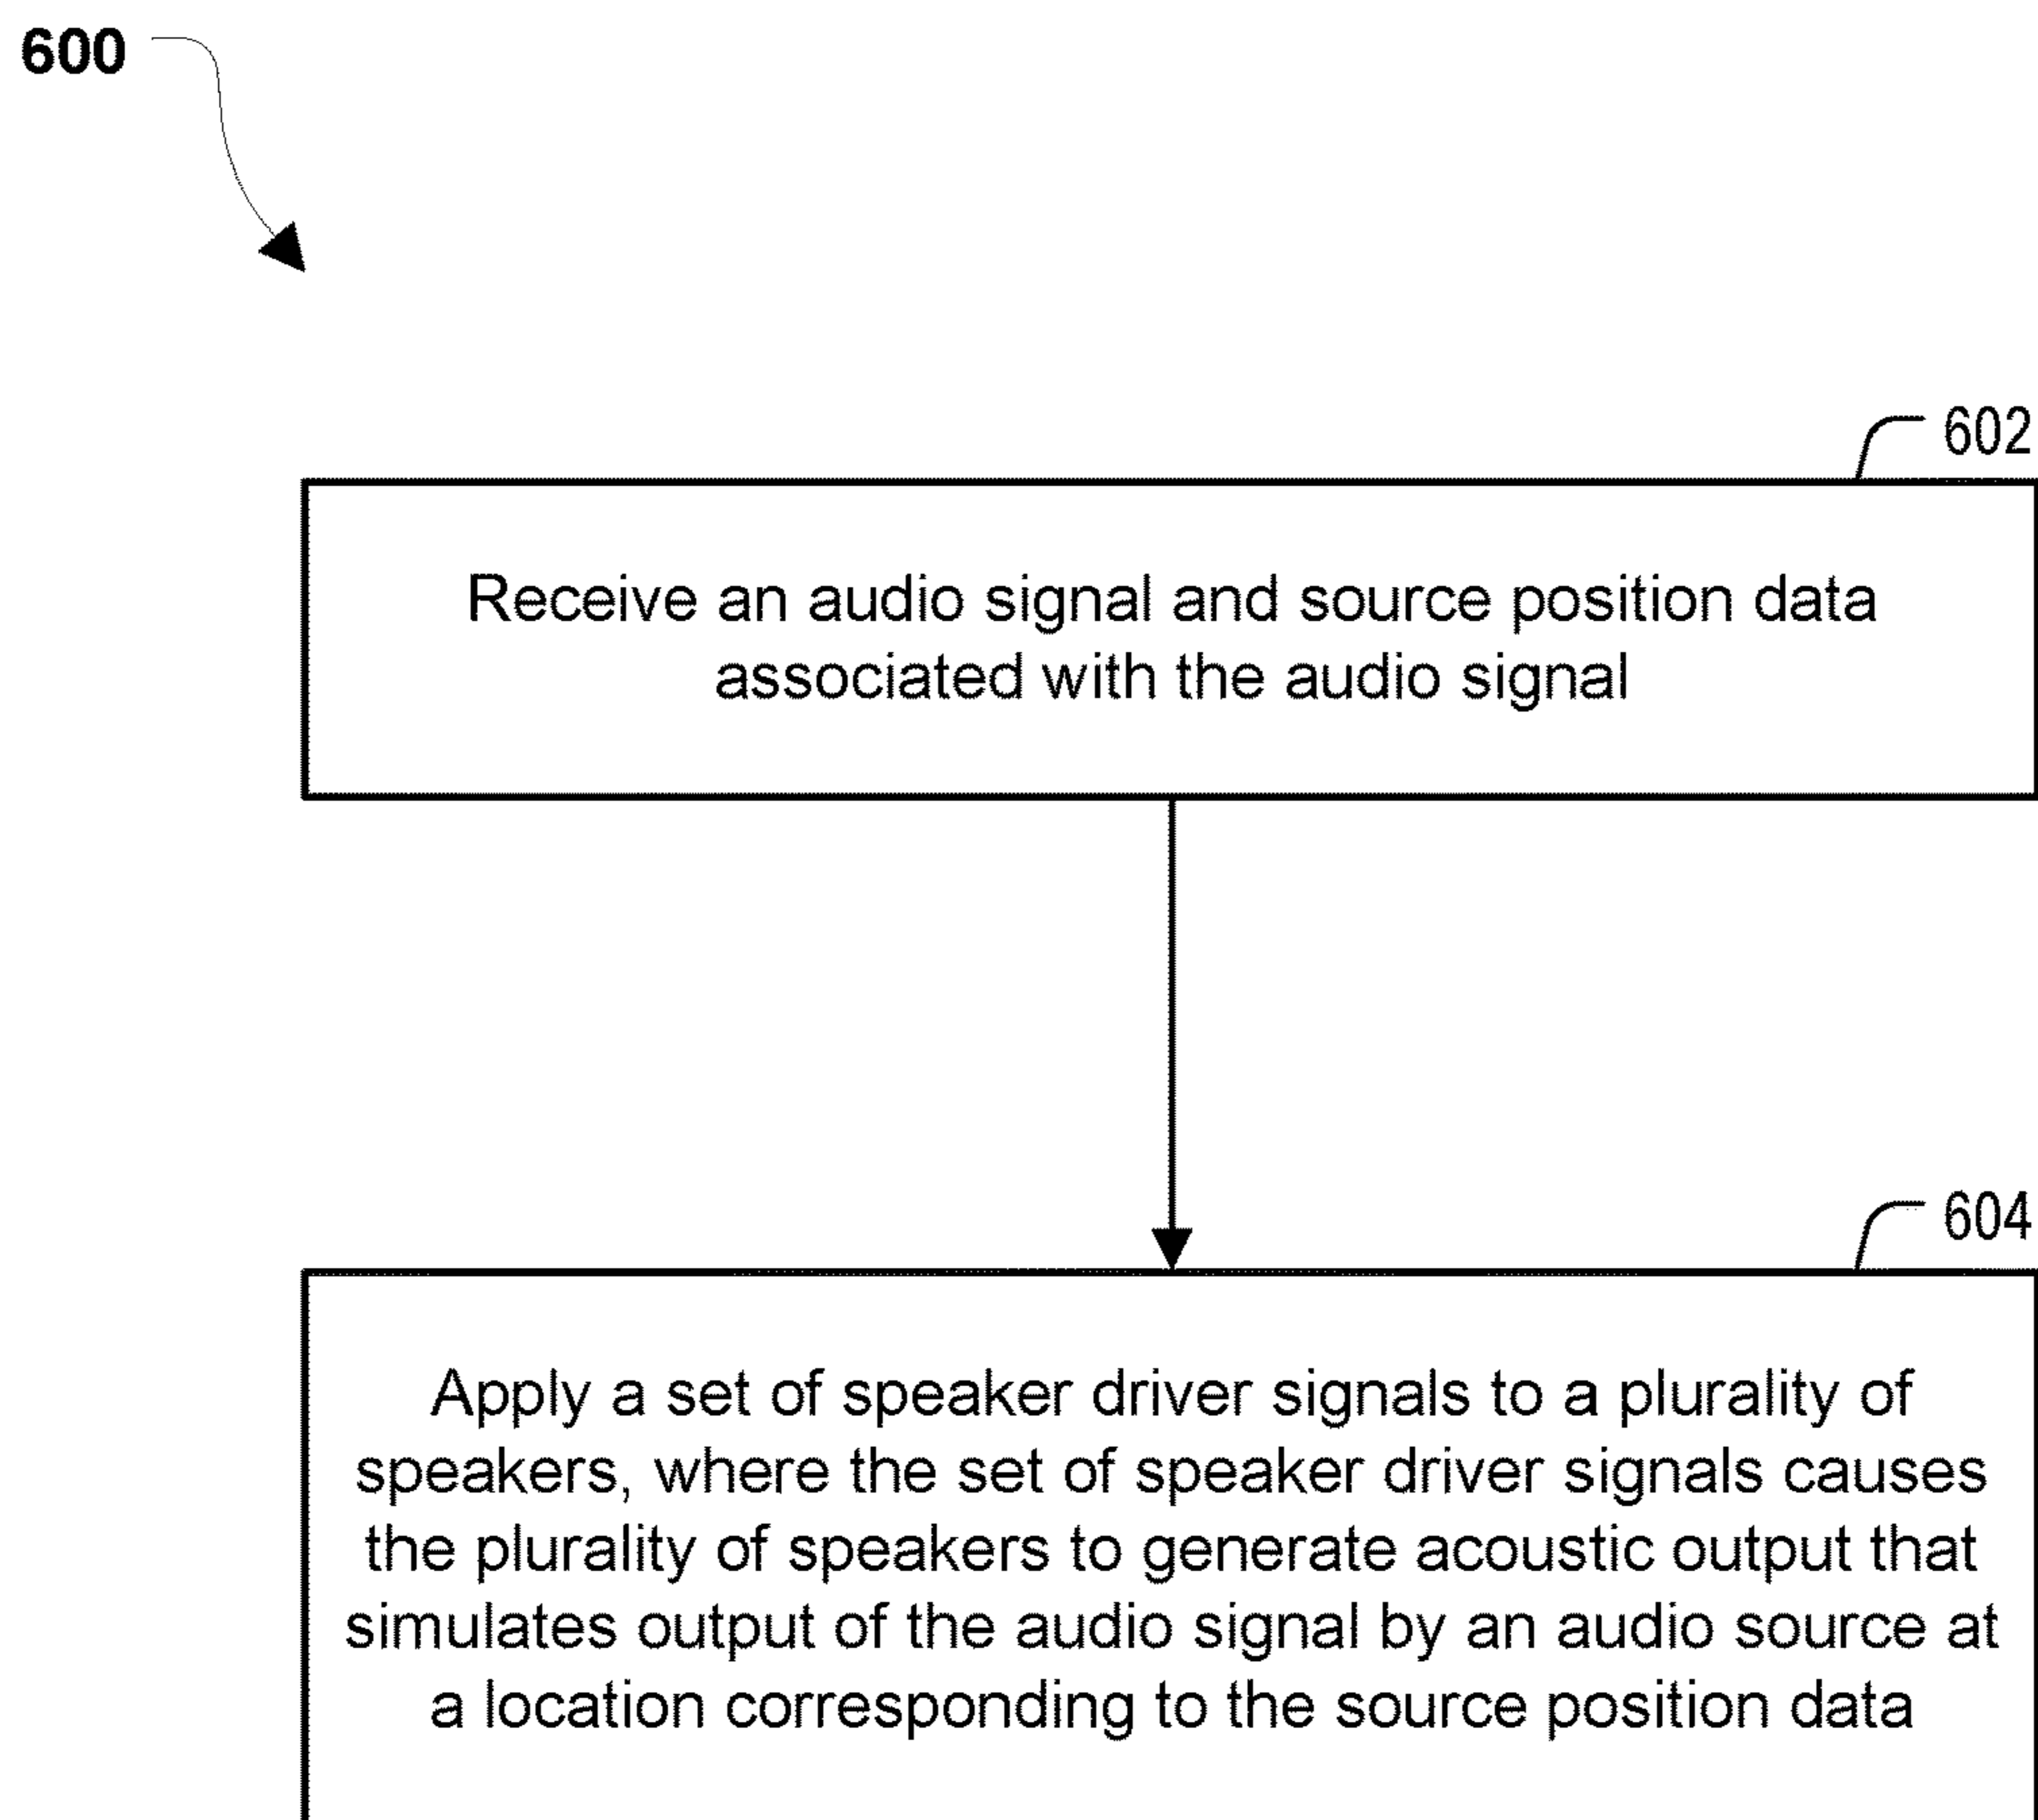 600
602
Receive an audio signal and source position data
associated with the audio signal
604
Apply a set of speaker driver signals to a plurality of
speakers, where the set of speaker driver signals causes
the plurality of speakers to generate acoustic output that
simulates output of the audio signal by an audio source at
a location corresponding to the source position data